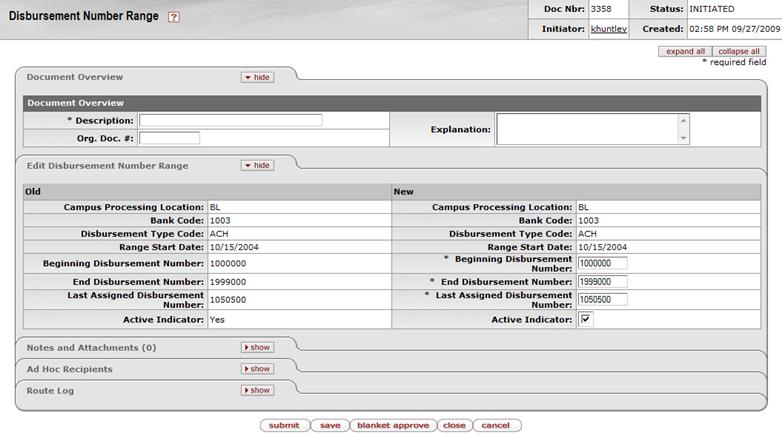 Disbursement Number Range ?
Doc Nbr: 3358 Status: INITIATED
Initiator: khuntley Created: 02:58 PM 09/27/2009
expand all collapse all
* required field
Document Overview hide
Document Overview
* Description: Explanation:
Org. Doc. #:
Edit Disbursement Number Range hide
Old New
Campus Processing Location: BL Campus Processing Location: BL
Bank Code: 1003 Bank Code: 1003
Disbursement Type Code: ACH Disbursement Type Code: ACH
Range Start Date: 10/15/2004 Range Start Date: 10/15/2004
Beginning Disbursement Number: 1000000 * Beginning Disbursement Number: 1000000
End Disbursement Number: 1999000 * End Disbursement Number: 1999000
Last Assigned Disbursement Number: 1050500 * Last Assigned Disbursement Number: 1050500
Active Indicator: Yes Active Indicator:
Notes and Attachments (0) show
Ad Hoc Recipients show
Route Log show
submit save blanket approve close cancel